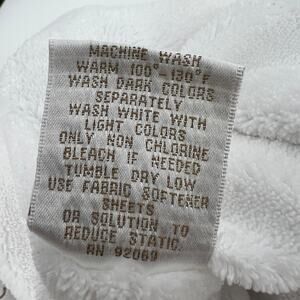 MACHINE WASH
WARM 100°-130°F
WASH DARK COLORS
SEPARATELY
WASH WHITE WITH
LIGHT COLORS
ONLY NON CHLORINE
BLEACH IF NEEDED
TUMBLE DRY LOW
USE FABRIC SOFTENER
SHEETS
OR SOLUTION TO
REDUCE STATIC.
RN 92069